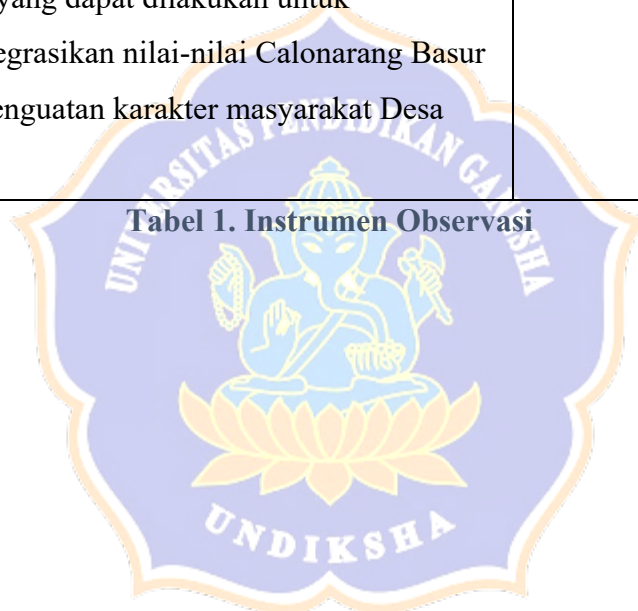 yang dapat dilakukan untuk
egrasikan nilai-nilai Calonarang Basur
enguatan karakter masyarakat Desa
Tabel 1. Instrumen Observasi
UNIVERSITAS PENDIDIKAN GANESHA
UNDIKSHA